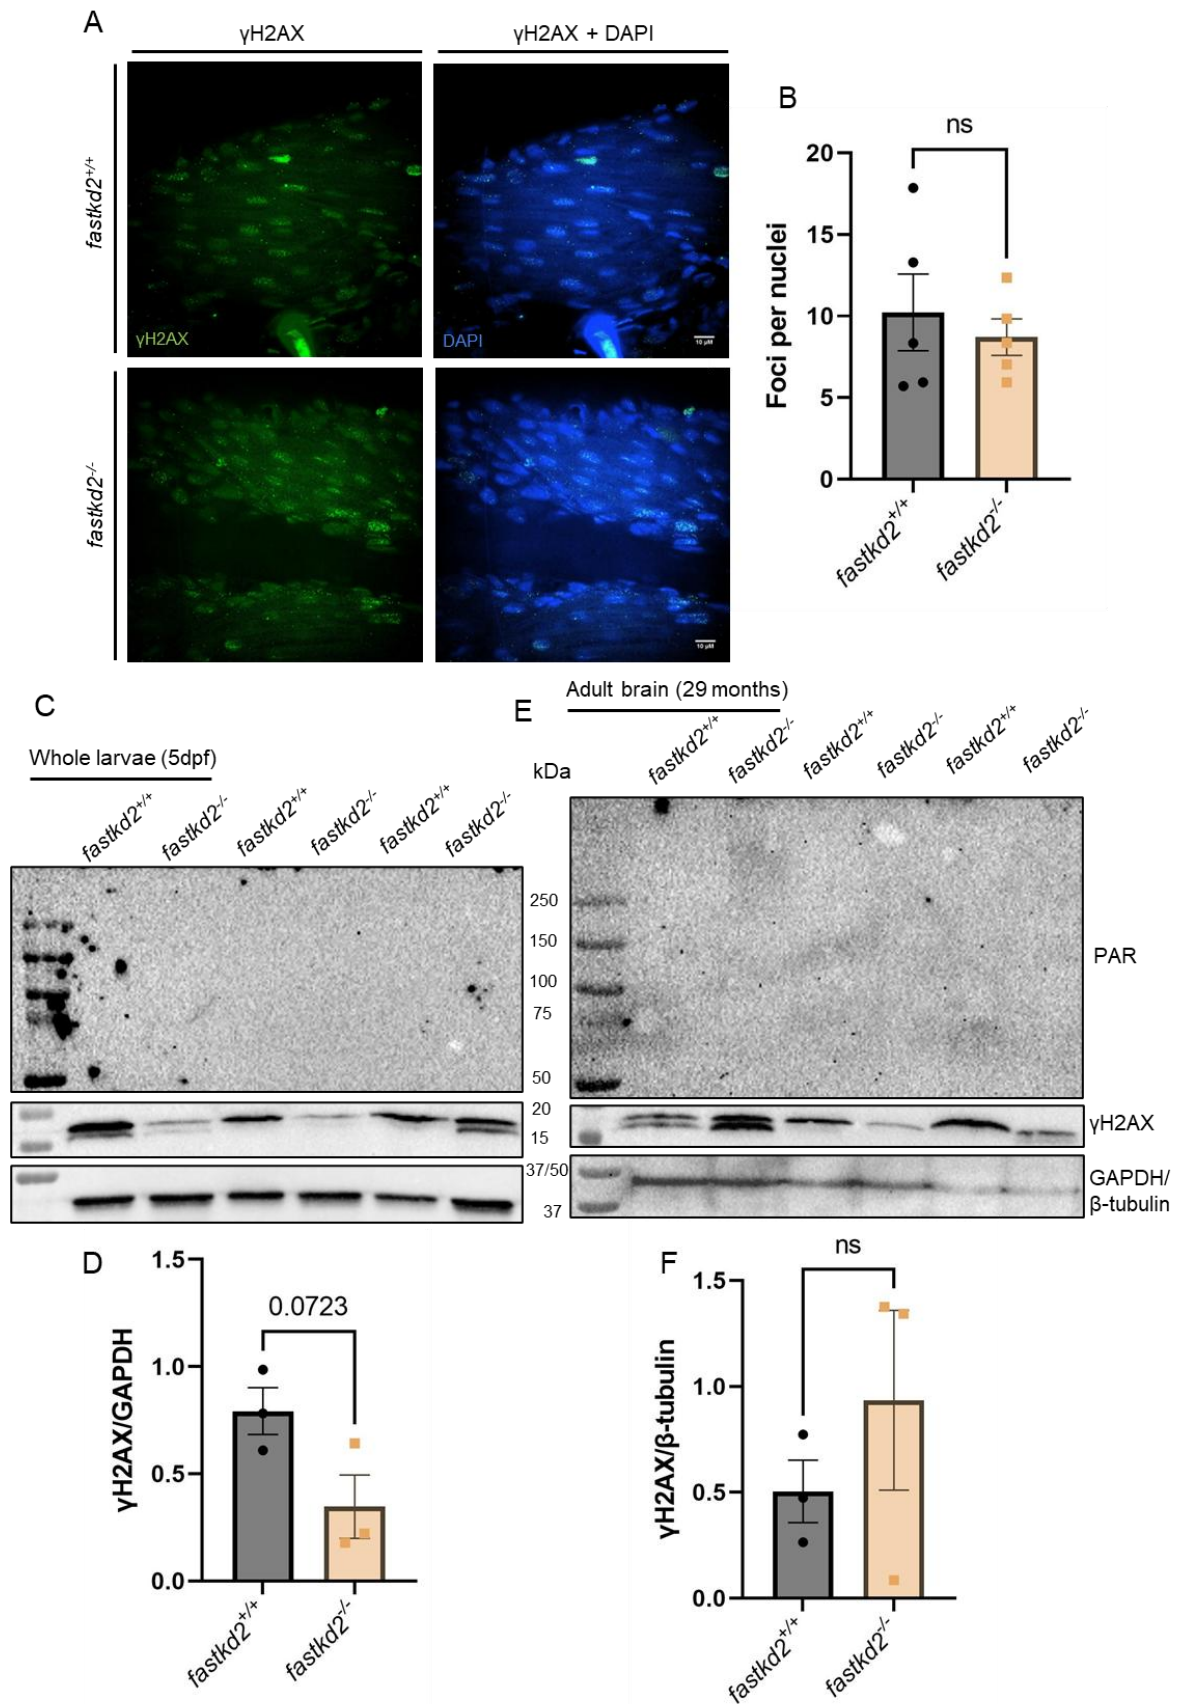 A
γH2AX
γH2AX + DAPI
fastkd2+/+
γH2AX
DAPI
10 µM
fastkd2-/-
10 µM
B
ns
20
15
10
5
0
Foci per nuclei
fastkd2+/+
fastkd2-/-
C
Whole larvae (5dpf)
fastkd2+/+
fastkd2-/-
fastkd2+/+
fastkd2-/-
fastkd2+/+
fastkd2-/-
E
Adult brain (29 months)
fastkd2+/+
fastkd2-/-
fastkd2+/+
fastkd2-/-
fastkd2+/+
fastkd2-/-
kDa
250
150
100
75
50
20
15
37/50
37
PAR
γH2AX
GAPDH/
β-tubulin
D
0.0723
1.5
1.0
0.5
0.0
γH2AX/GAPDH
fastkd2+/+
fastkd2-/-
F
ns
1.5
1.0
0.5
0.0
γH2AX/β-tubulin
fastkd2+/+
fastkd2-/-